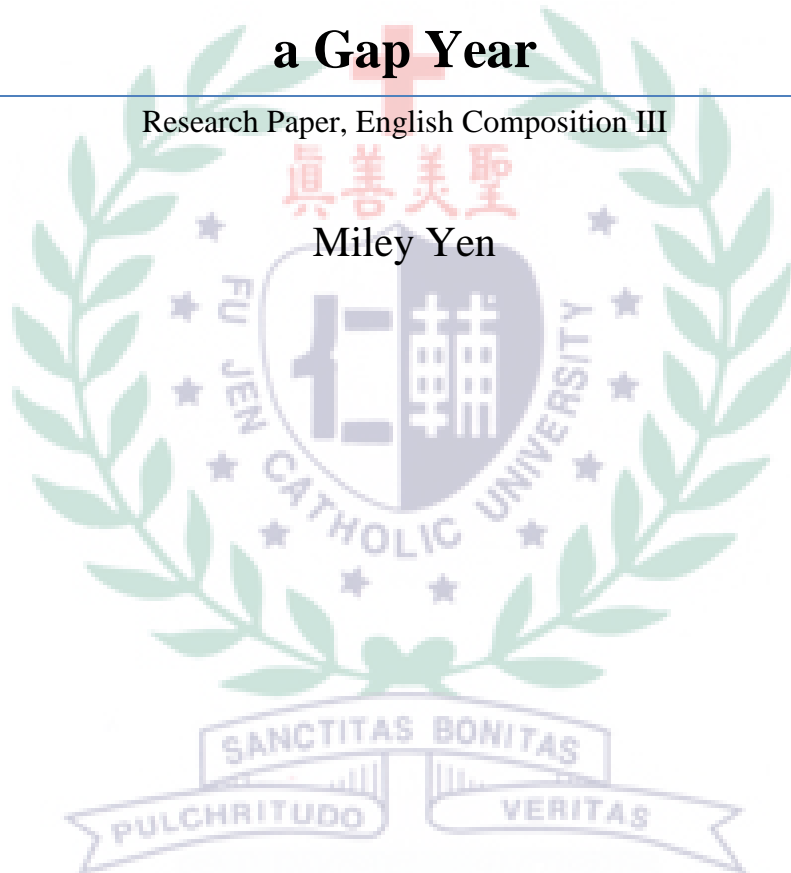 a Gap Year
Research Paper, English Composition III
真善美聖
Miley Yen
仁輔
FU JEN CATHOLIC UNIVERSITY
SANCTITAS BONITAS
PULCHRITUDO VERITAS